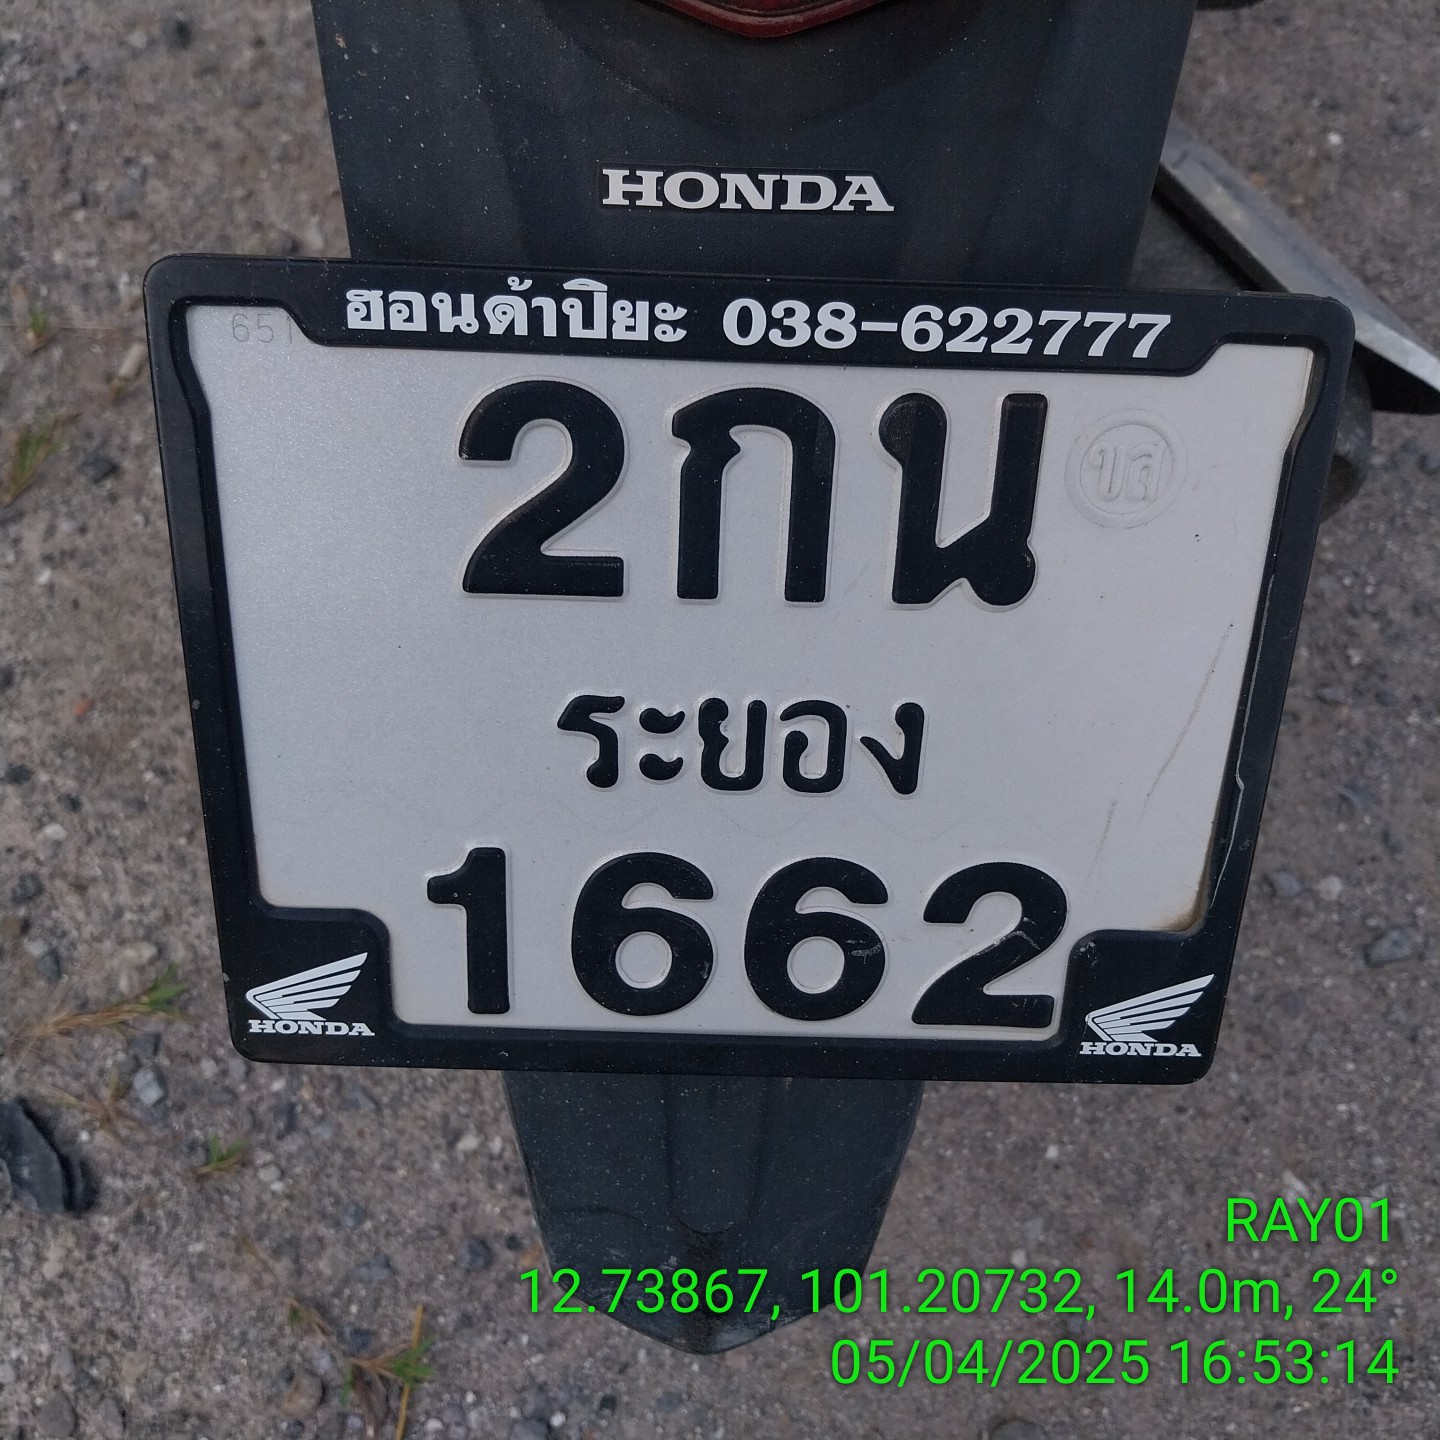 HONDA
ฮอนด้าปิยะ 038-622777
651
2กน
ขส
ระยอง
1662
HONDA
HONDA
RAY01
12.73867, 101.20732, 14.0m, 24°
05/04/2025 16:53:14